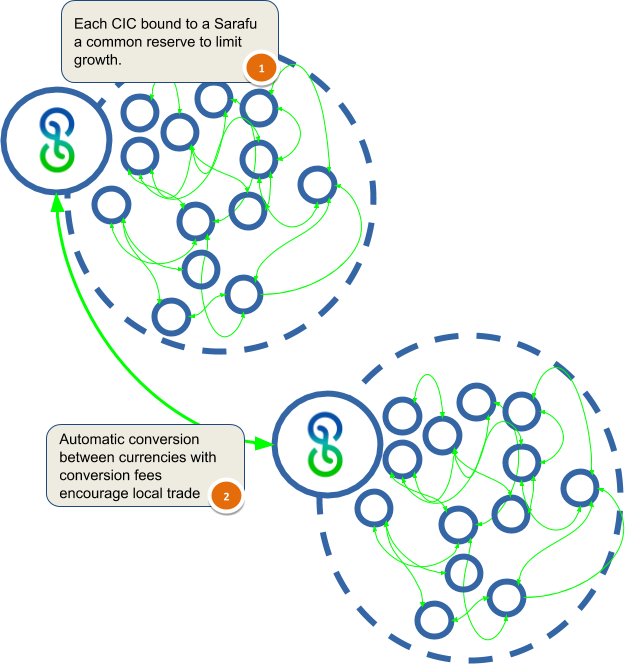 Each CIC bound to a Sarafu
a common reserve to limit
growth.
1
Automatic conversion
between currencies with
conversion fees
encourage local trade
2